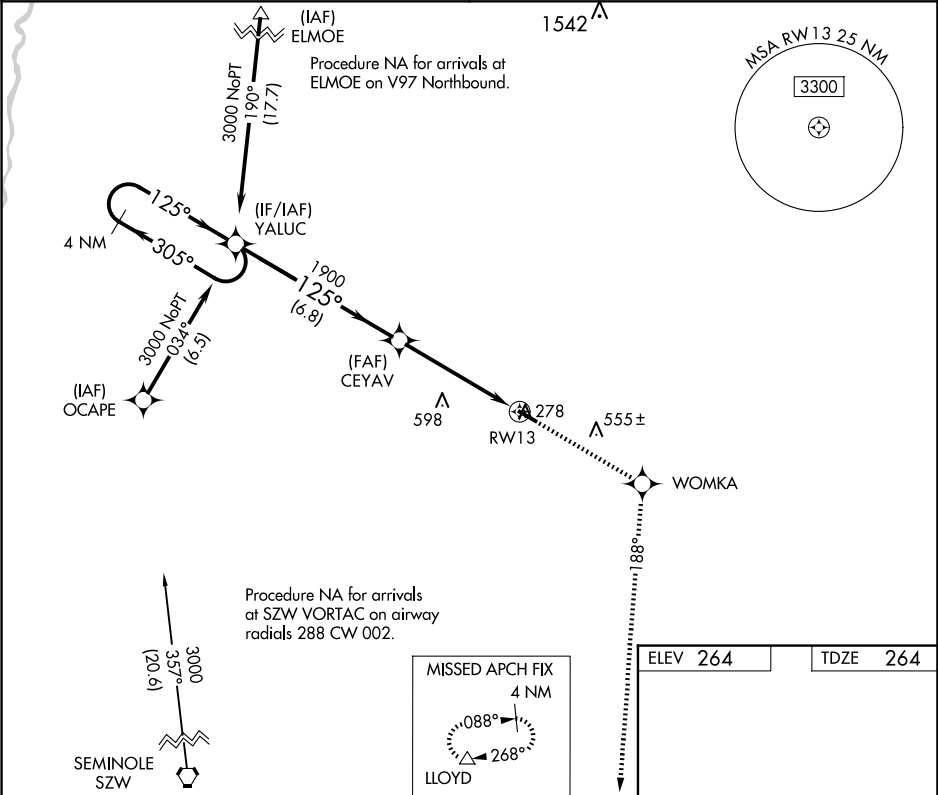 (IAF)
ELMOE
1542
Procedure NA for arrivals at
ELMOE on V97 Northbound.
MSA RW13 25 NM
3300
3000 NoPT
190°
(17.7)
125°
(IF/IAF)
YALUC
4 NM
305°
1900
125°
(6.8)
3000 NoPT
034°
(6.5)
(IAF)
OCAPE
(FAF)
CEYAV
598
278
RW13
555±
WOMKA
188°
Procedure NA for arrivals
at SZW VORTAC on airway
radials 288 CW 002.
3000
357°
(20.6)
SEMINOLE
SZW
MISSED APCH FIX
4 NM
088°
268°
LLOYD
ELEV 264
TDZE 264